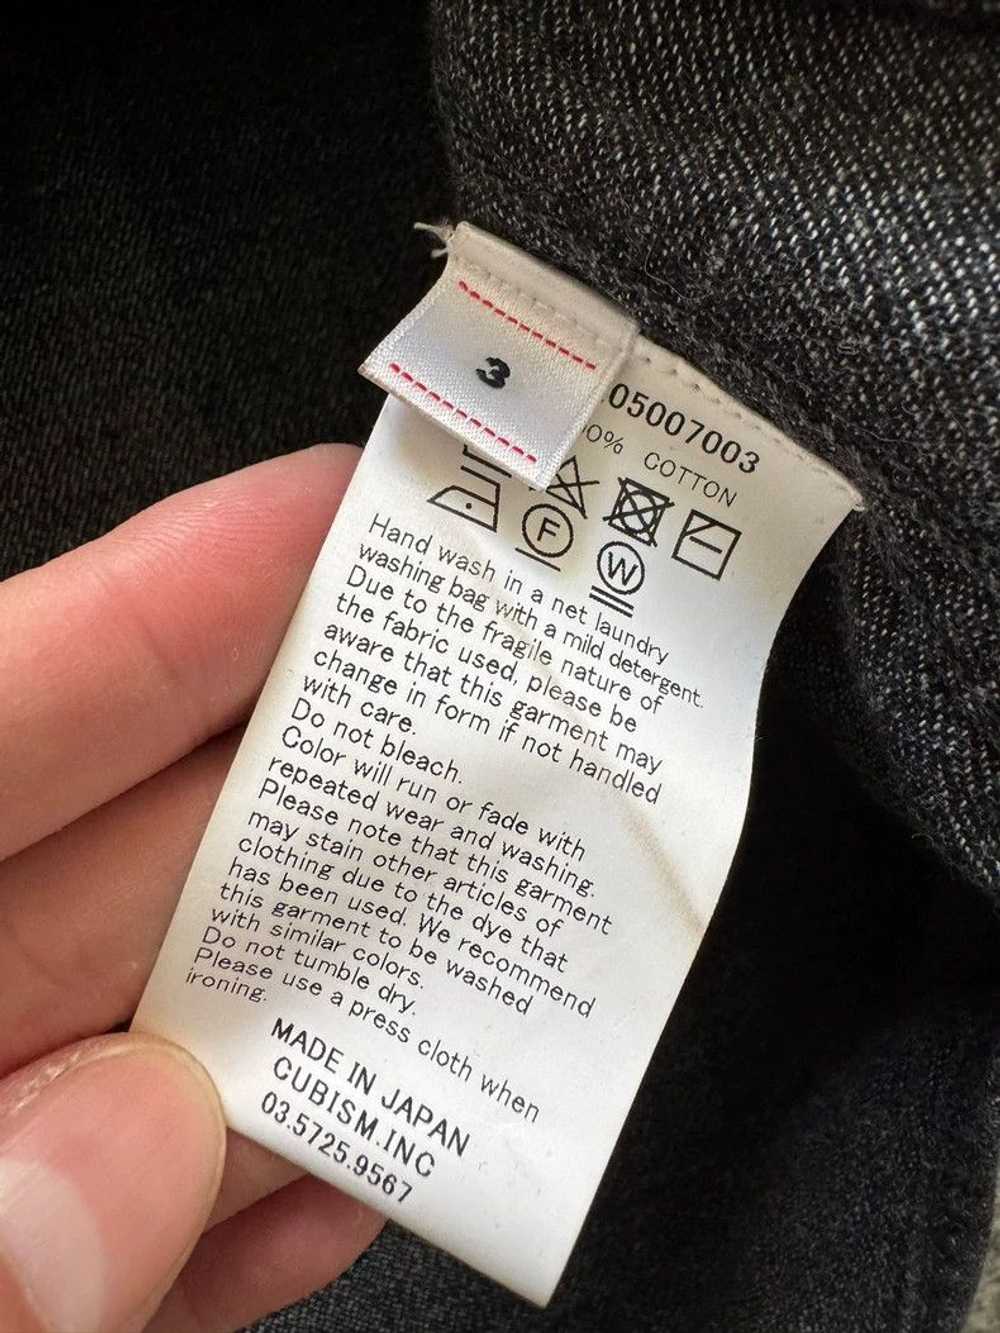 3
05007003
0% COTTON
F
W
Hand wash in a net laundry
washing bag with a mild detergent.
Due to the fragile nature of
the fabric used, please be
aware that this garment may
change in form if not handled
with care.
Do not bleach.
Color will run or fade with
repeated wear and washing.
Please note that this garment
may stain other articles of
clothing due to the dye that
has been used. We recommend
this garment to be washed
with similar colors.
Do not tumble dry.
Please use a press cloth when
ironing.
MADE IN JAPAN
CUBISM.INC
03.5725.9567